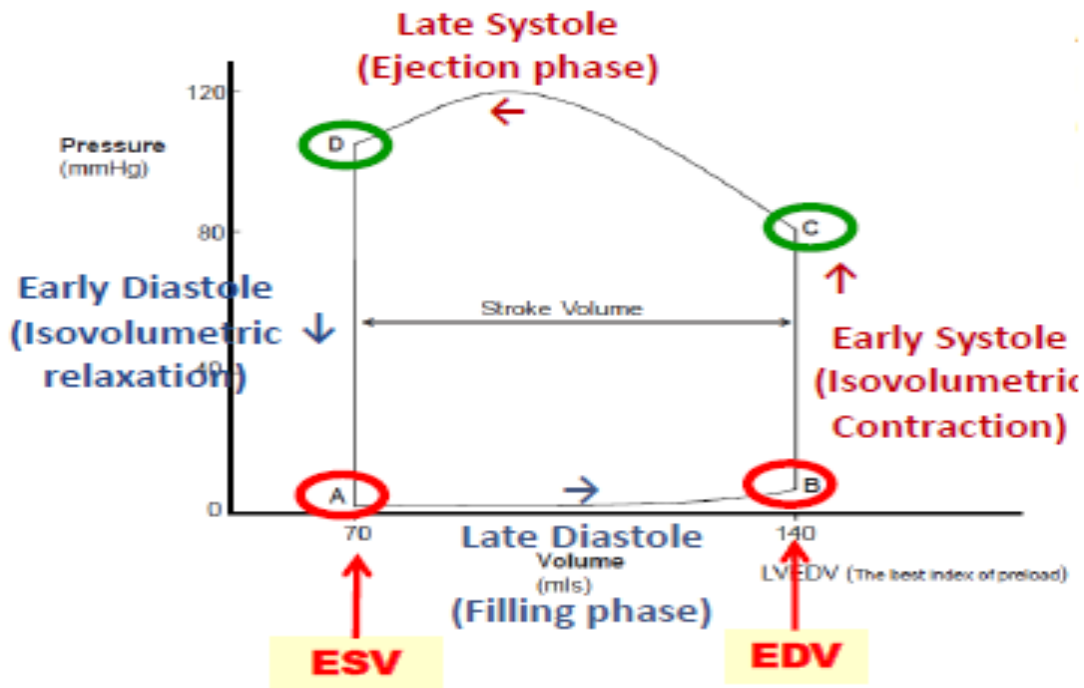 Late Systole
(Ejection phase)
120
D
Pressure
(mmHg)
C
80
Early Diastole
(Isovolumetric
relaxation)
Stroke Volume
40
Early Systole
(Isovolumetric
Contraction)
A
B
0
70
140
Late Diastole
Volume
(mls)
LVEDV (The best index of preload)
(Filling phase)
ESV
EDV